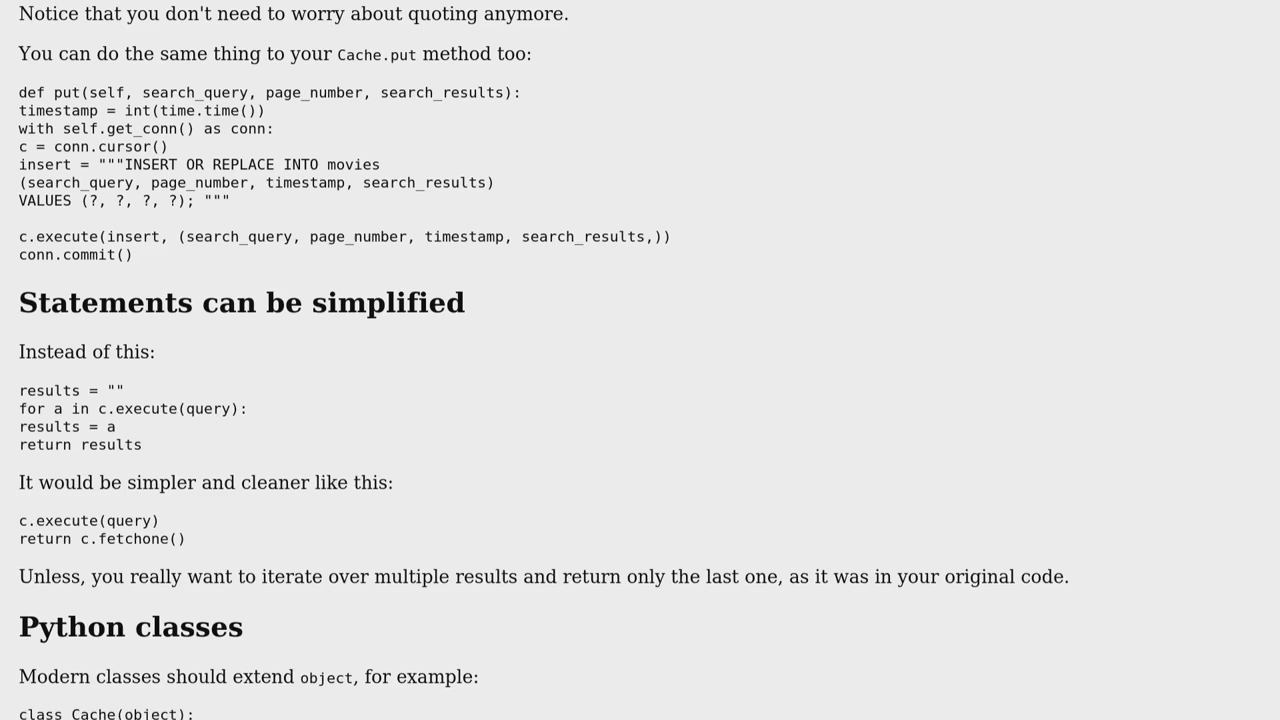 Notice that you don't need to worry about quoting anymore.
You can do the same thing to your Cache.put method too:
def put(self, search_query, page_number, search_results):
timestamp = int(time.time())
with self.get_conn() as conn:
c = conn.cursor()
insert = """INSERT OR REPLACE INTO movies
(search_query, page_number, timestamp, search_results)
VALUES (?, ?, ?, ?); """
c.execute(insert, (search_query, page_number, timestamp, search_results,))
conn.commit()
Statements can be simplified
Instead of this:
results = ""
for a in c.execute(query):
results = a
return results
It would be simpler and cleaner like this:
c.execute(query)
return c.fetchone()
Unless, you really want to iterate over multiple results and return only the last one, as it was in your original code.
Python classes
Modern classes should extend object, for example:
class Cache(object):